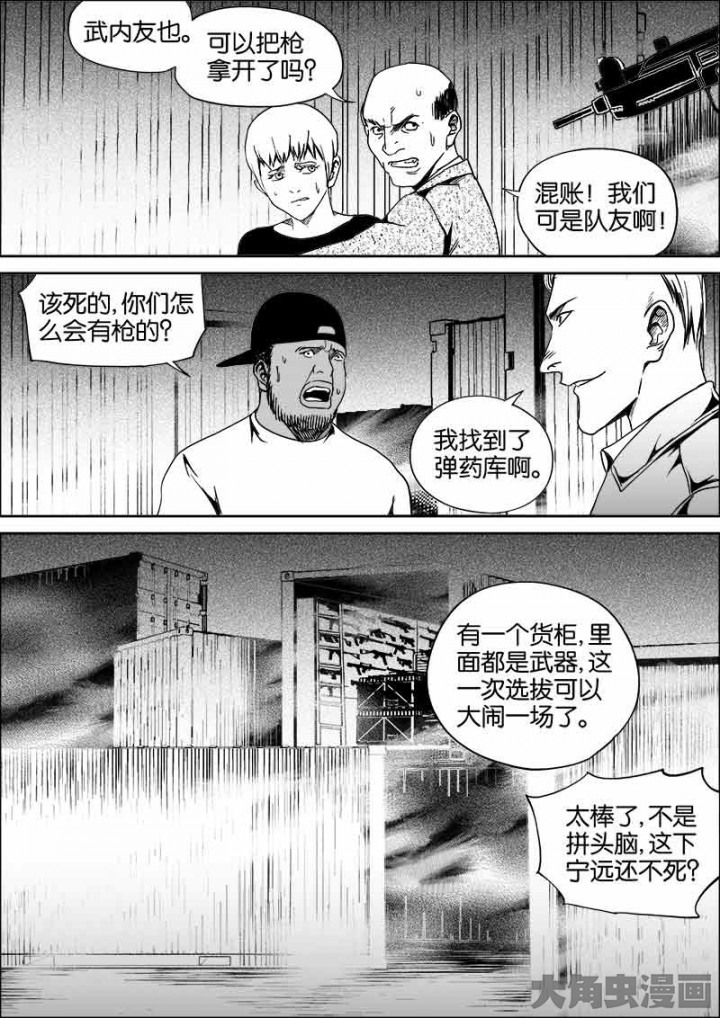 武内友也。
可以把枪
拿开了吗？
混账！我们
可是队友啊！
该死的，你们怎
么会有枪的？
我找到了
弹药库啊。
有一个货柜，里
面都是武器，这
一次选拔可以
大闹一场了。
太棒了，不是
拼头脑，这下
宁远还不死？
大角虫漫画